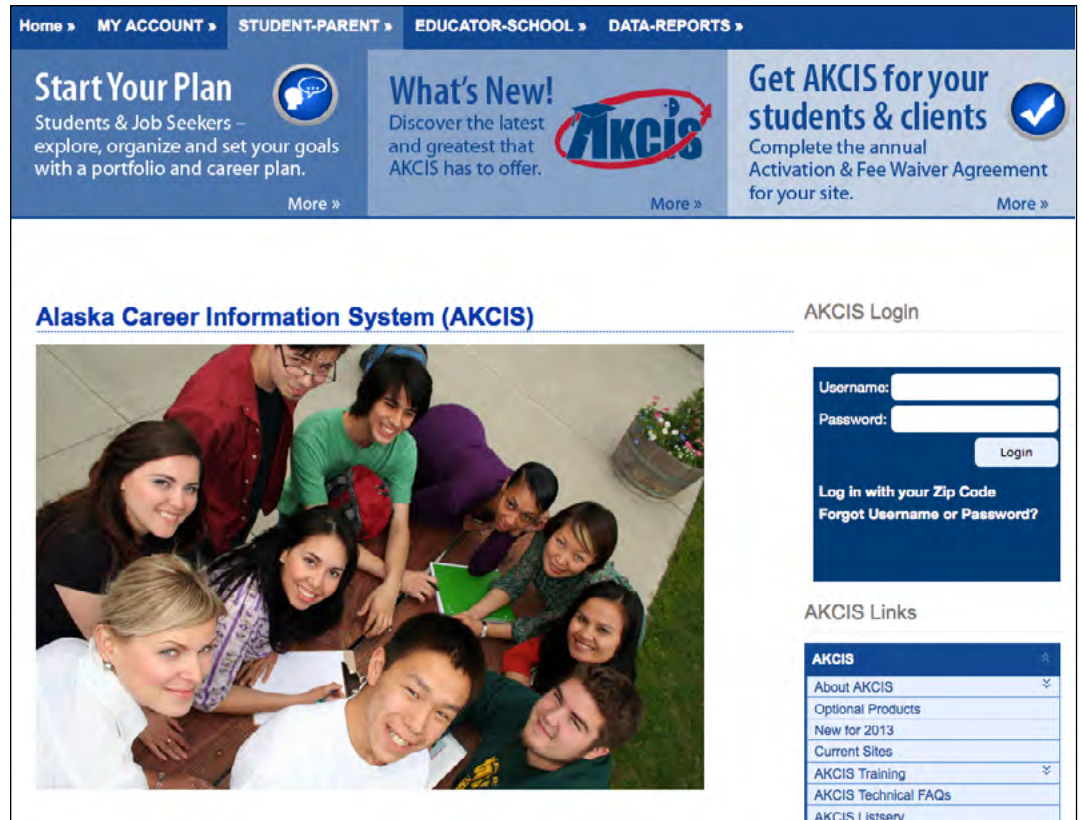 Home » MY ACCOUNT » STUDENT-PARENT » EDUCATOR-SCHOOL » DATA-REPORTS »
Start Your Plan
Students & Job Seekers –
explore, organize and set your goals
with a portfolio and career plan.
More »
What's New!
Discover the latest
and greatest that
AKCIS has to offer.
AKCIS
More »
Get AKCIS for your
students & clients
Complete the annual
Activation & Fee Waiver Agreement
for your site.
More »
Alaska Career Information System (AKCIS)
AKCIS Login
Username:
Password:
Login
Log in with your Zip Code
Forgot Username or Password?
AKCIS Links
AKCIS
About AKCIS
Optional Products
New for 2013
Current Sites
AKCIS Training
AKCIS Technical FAQs
AKCIS Listserv